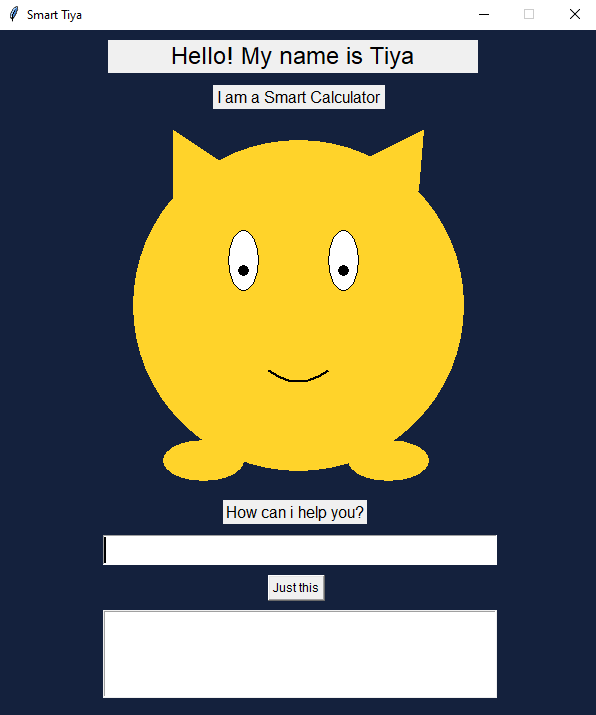 Smart Tiya
Hello! My name is Tiya
I am a Smart Calculator
How can i help you?
Just this